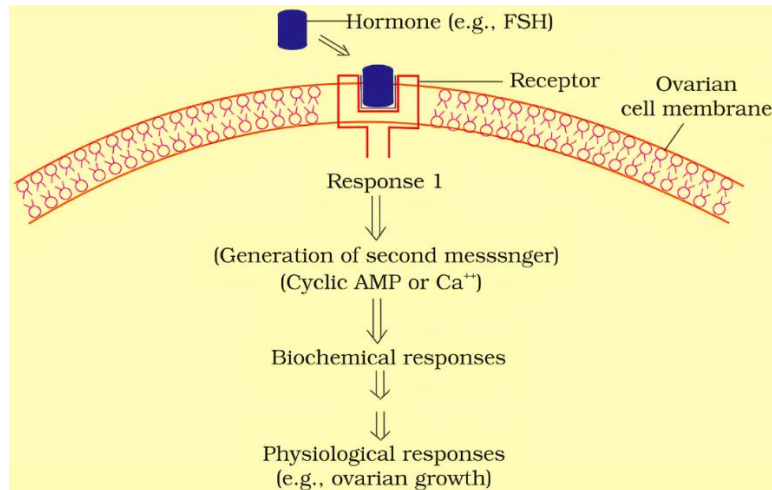 Hormone (e.g., FSH)
Receptor
Ovarian
cell membrane
Response 1
(Generation of second messsnger)
(Cyclic AMP or Ca⁺⁺)
Biochemical responses
Physiological responses
(e.g., ovarian growth)